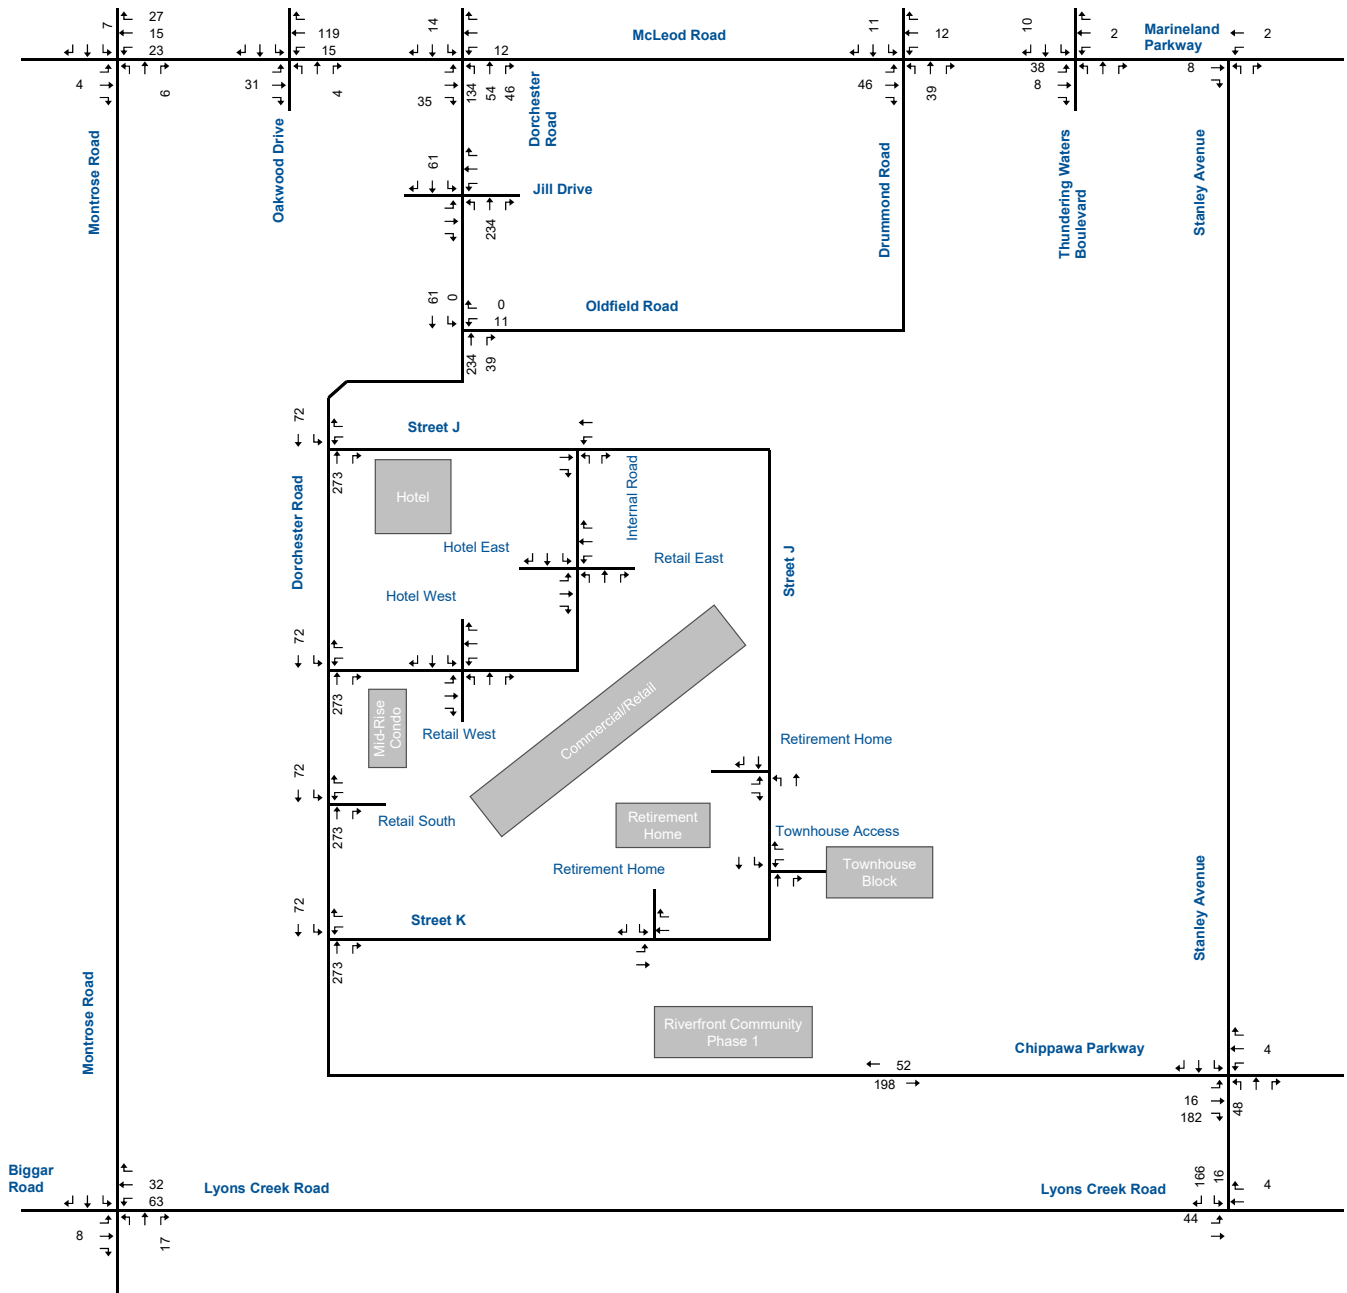 7
27
15
23
4
6
119
15
31
4
14
12
35
134
54
46
McLeod Road
11
12
46
39
10
2
38
8
Marineland
Parkway
2
8
Montrose Road
Oakwood Drive
Dorchester
Road
61
Jill Drive
234
Drummond Road
Thundering Waters
Boulevard
Stanley Avenue
61
0
0
11
Oldfield Road
234
39
72
Street J
273
Hotel
Dorchester Road
Internal Road
Hotel East
Retail East
Street J
Hotel West
72
273
Mid-Rise
Condo
Retail West
Commercial/Retail
Retirement Home
72
273
Retail South
Retirement
Home
Townhouse Access
Townhouse
Block
Retirement Home
72
Street K
273
Stanley Avenue
Montrose Road
Riverfront Community
Phase 1
Chippawa Parkway
52
198
4
16
182
48
Biggar
Road
32
63
8
17
Lyons Creek Road
Lyons Creek Road
166
16
4
44